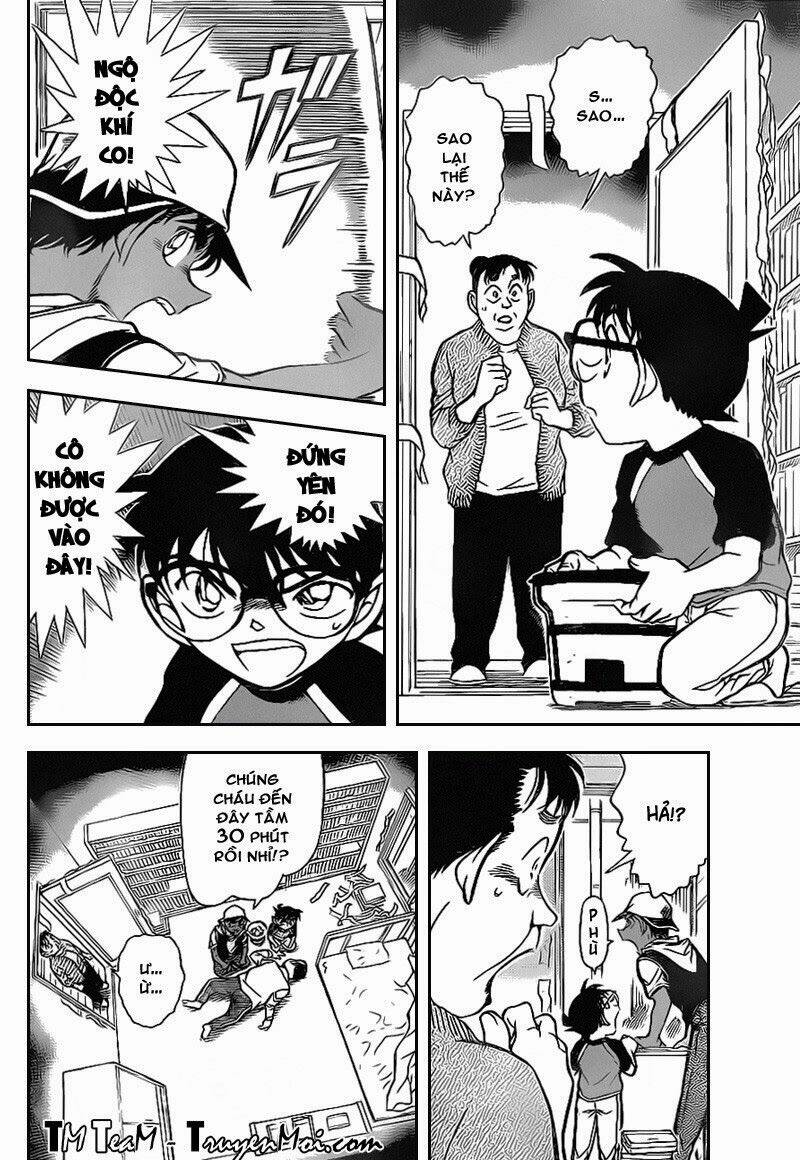 S...
SAO...
SAO
LẠI
THẾ
NÀY?
NGỘ
ĐỘC
KHÍ
CO!
ガラ
ĐỨNG
YÊN
ĐÓ!
CÔ
KHÔNG
ĐƯỢC
VÀO
ĐÂY!
HẢ!?
PHÙ
CHÚNG
CHÁU ĐẾN
ĐÂY TẦM
30 PHÚT
RỒI NHỈ!?
Ư...
Ừ...
TM TEAM - TRUYENMOI.COM